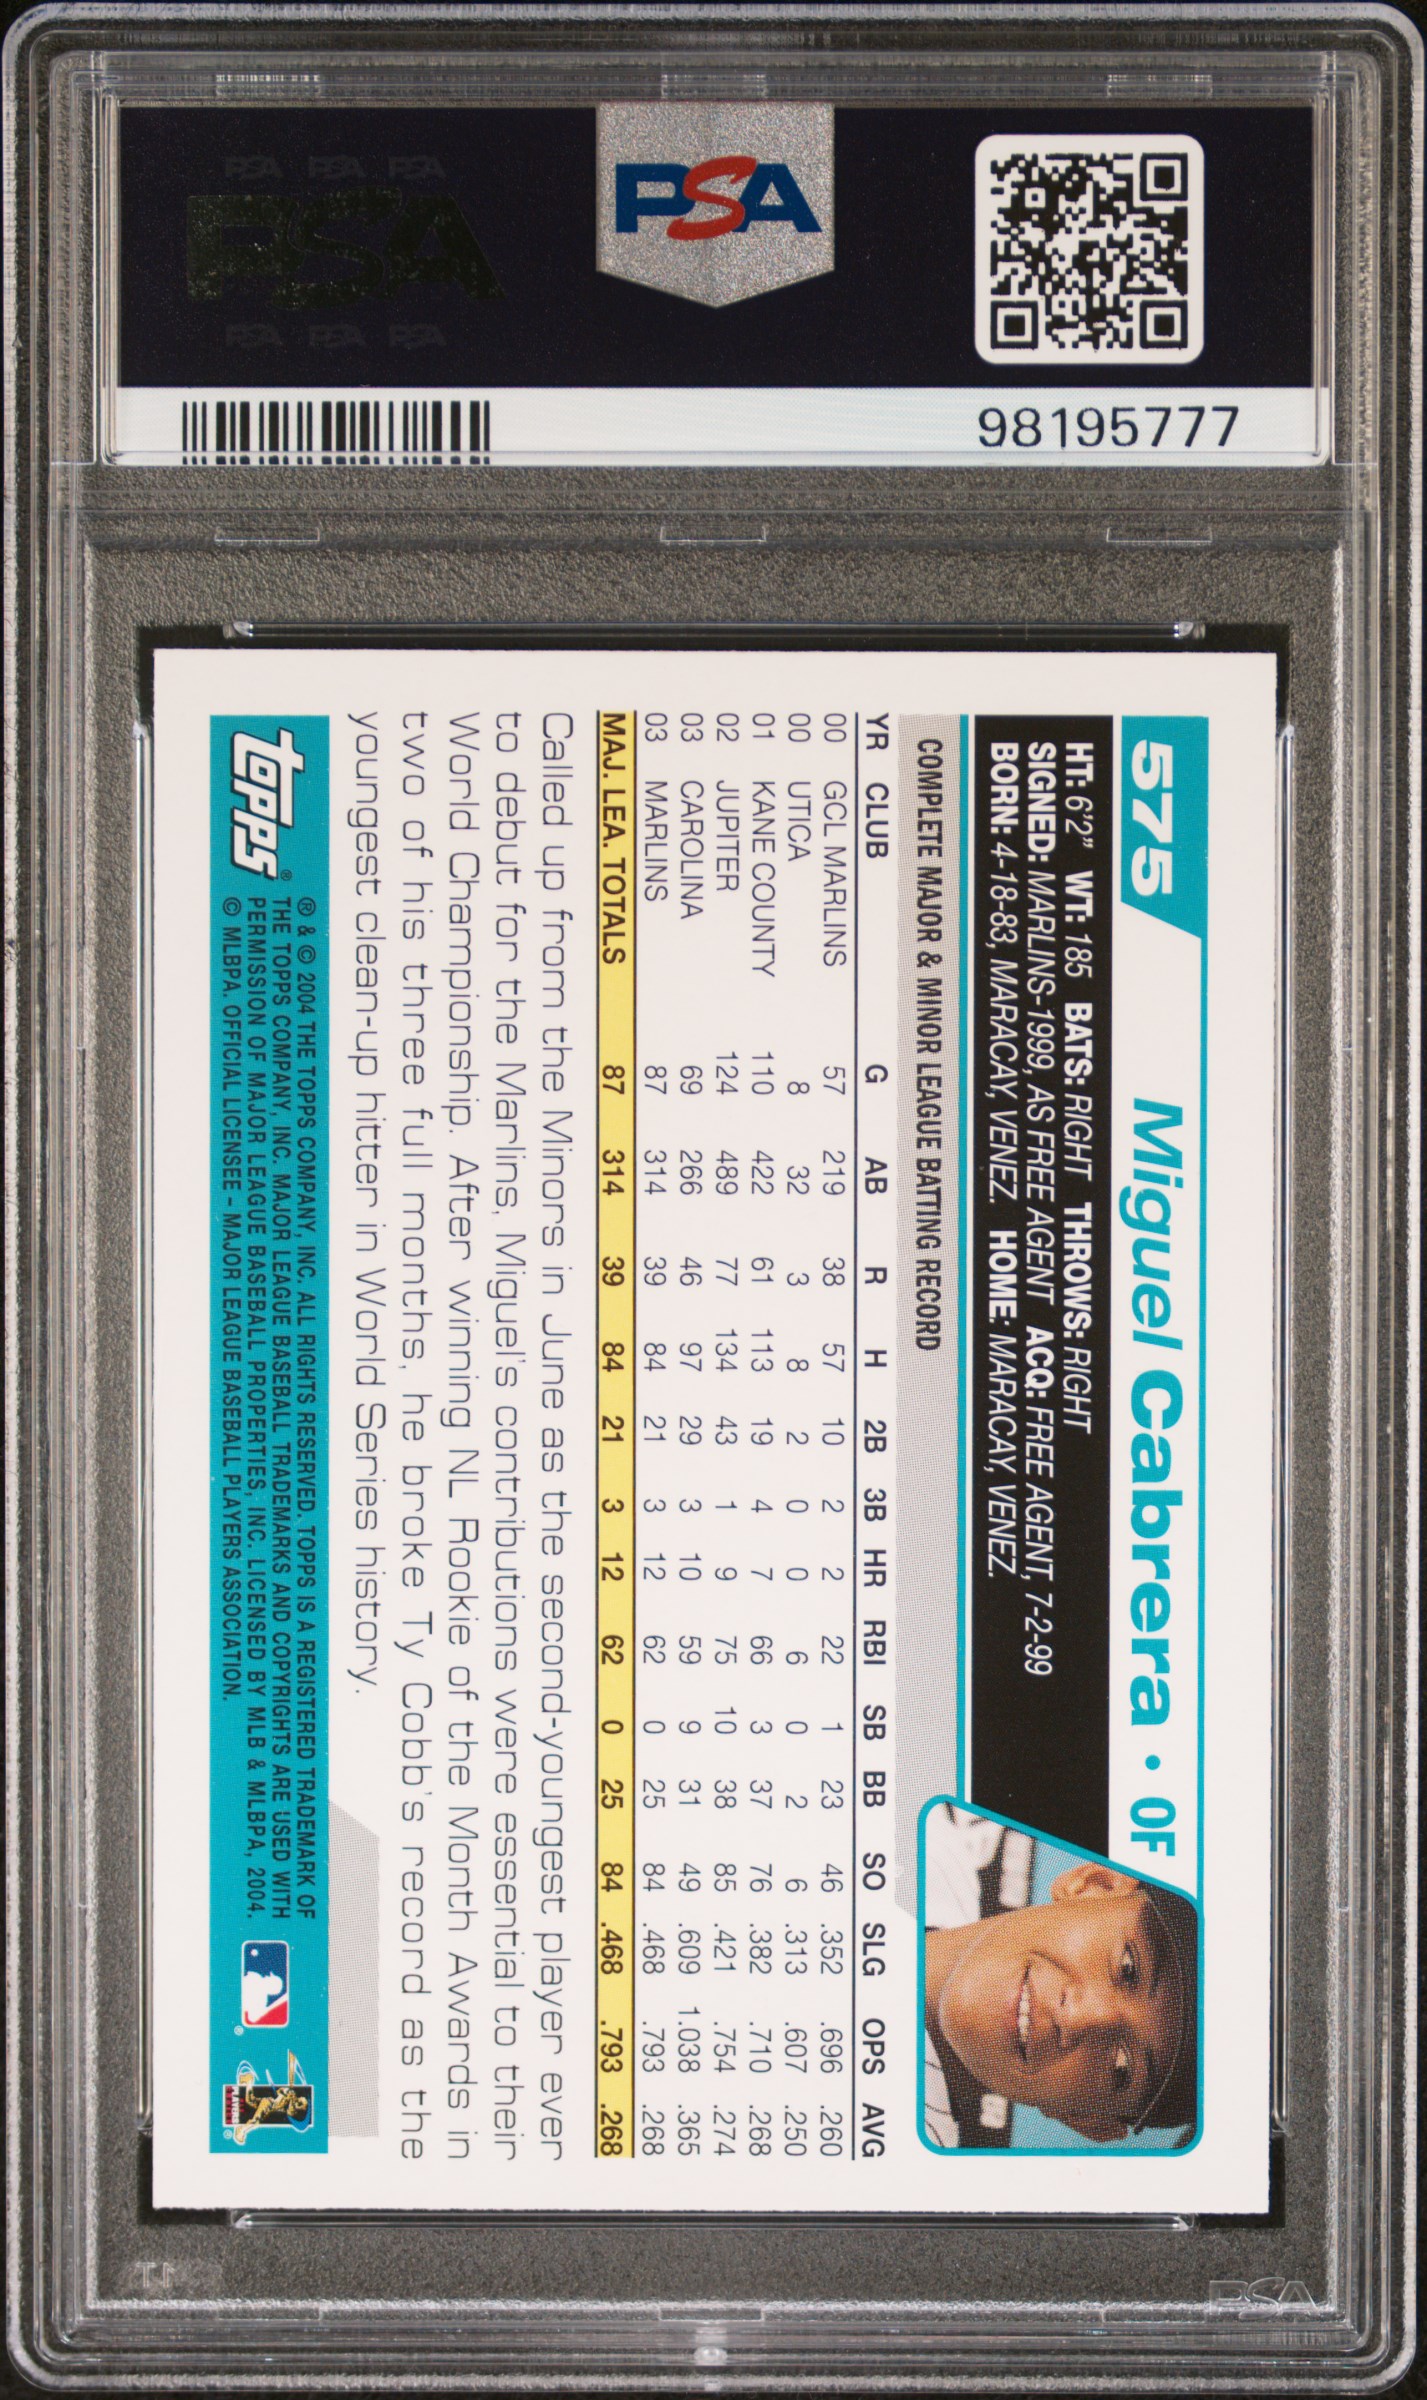 PSA PSA PSA
PSA
PSA PSA PSA
PSA
98195777
575 Miguel Cabrera • OF
HT: 6'2" WT: 185 BATS: RIGHT THROWS: RIGHT
SIGNED: MARLINS-1999, AS FREE AGENT ACQ: FREE AGENT, 7-2-99
BORN: 4-18-83, MARACAY, VENEZ. HOME: MARACAY, VENEZ.
COMPLETE MAJOR & MINOR LEAGUE BATTING RECORD
YR CLUB G AB R H 2B 3B HR RBI SB BB SO SLG OPS AVG
00 GCL MARLINS 57 219 38 57 10 2 2 22 1 23 46 .352 .696 .260
00 UTICA 8 32 3 8 2 0 0 6 0 2 6 .313 .607 .250
01 KANE COUNTY 110 422 61 113 19 4 7 66 3 37 76 .382 .710 .268
02 JUPITER 124 489 77 134 43 1 9 75 10 38 85 .421 .754 .274
03 CAROLINA 69 266 46 97 29 3 10 59 9 31 49 .609 1.038 .365
03 MARLINS 87 314 39 84 21 3 12 62 0 25 84 .468 .793 .268
MAJ. LEA. TOTALS 87 314 39 84 21 3 12 62 0 25 84 .468 .793 .268
Called up from the Minors in June as the second-youngest player ever
to debut for the Marlins, Miguel's contributions were essential to their
World Championship. After winning NL Rookie of the Month Awards in
two of his three full months, he broke Ty Cobb's record as the
youngest clean-up hitter in World Series history.
topps®
® & © 2004 THE TOPPS COMPANY, INC. ALL RIGHTS RESERVED. TOPPS IS A REGISTERED TRADEMARK OF
THE TOPPS COMPANY, INC. MAJOR LEAGUE BASEBALL TRADEMARKS AND COPYRIGHTS ARE USED WITH
PERMISSION OF MAJOR LEAGUE BASEBALL PROPERTIES, INC. LICENSED BY MLB & MLBPA, 2004.
© MLBPA. OFFICIAL LICENSEE - MAJOR LEAGUE BASEBALL PLAYERS ASSOCIATION.
PSA